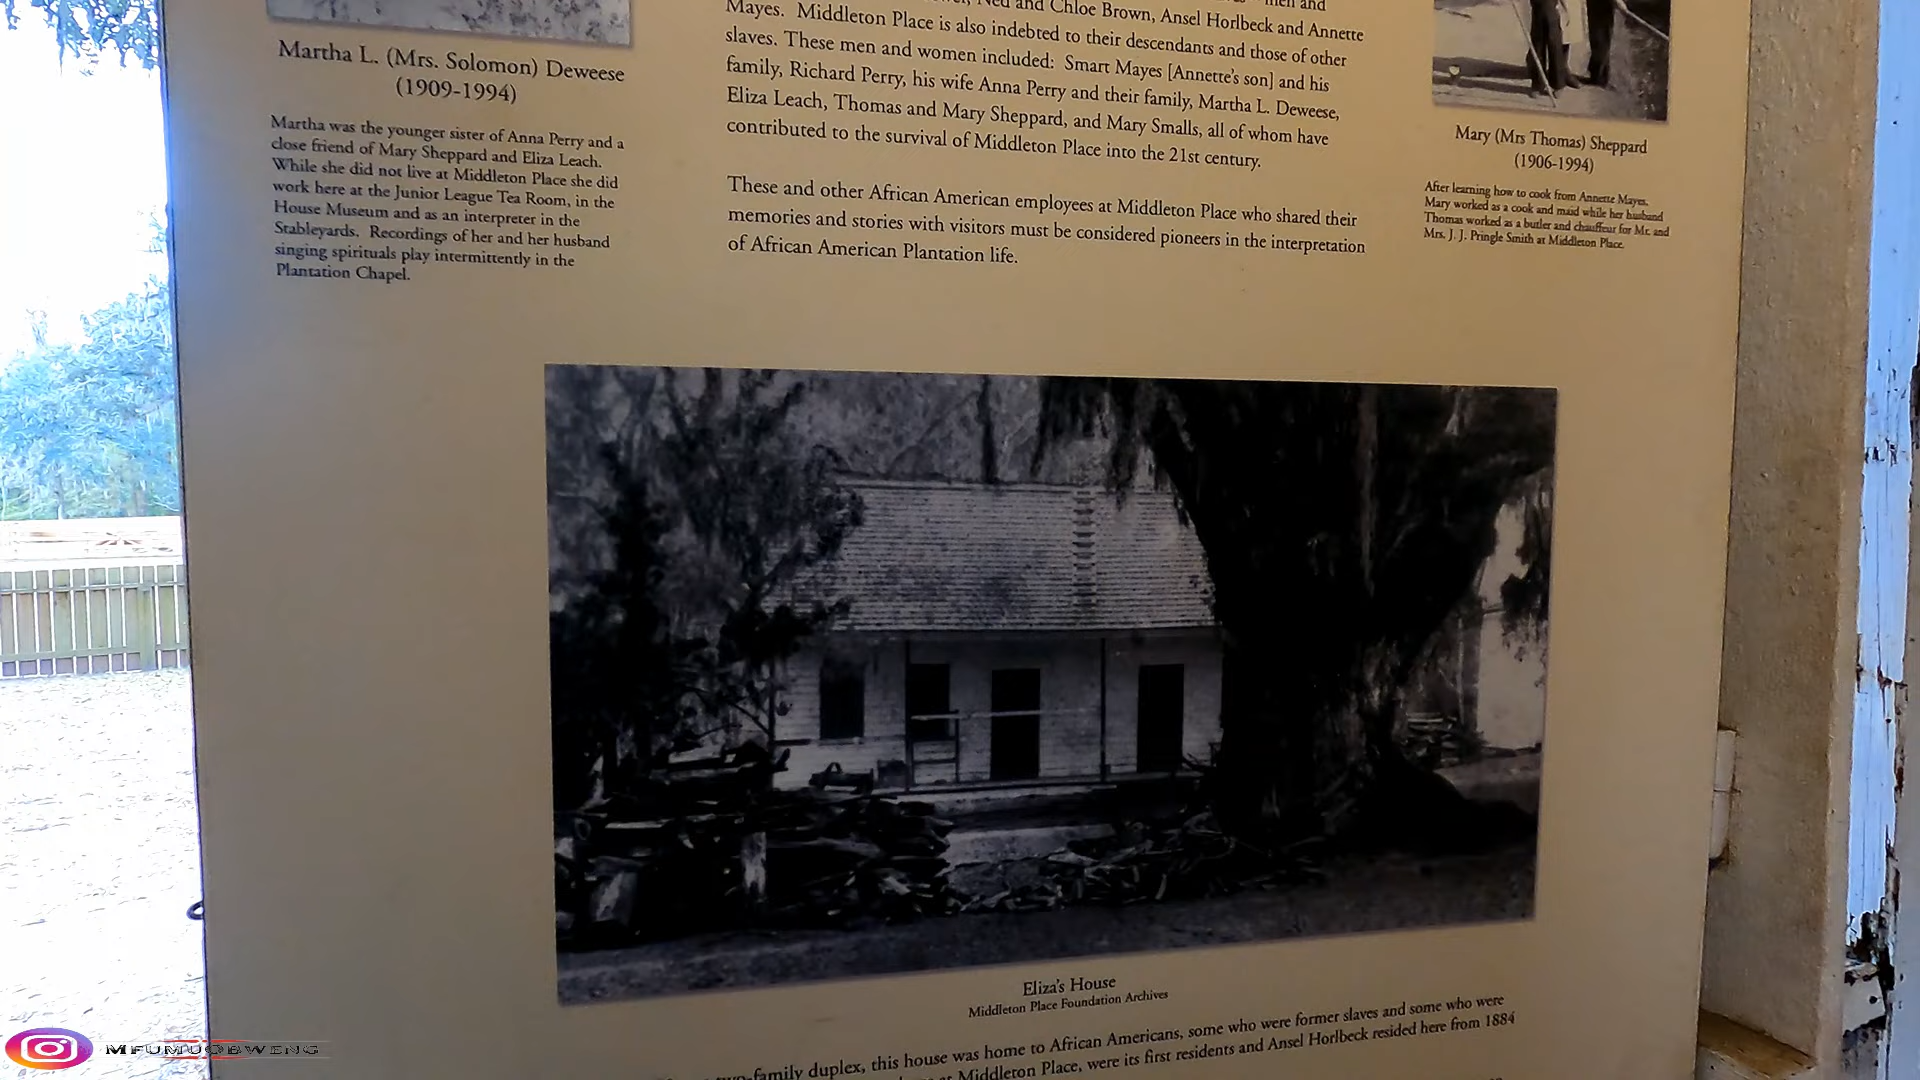 Martha L. (Mrs. Solomon) Deweese
(1909-1994)
Martha was the younger sister of Anna Perry and a
close friend of Mary Sheppard and Eliza Leach.
While she did not live at Middleton Place she did
work here at the Junior League Tea Room, in the
House Museum and as an interpreter in the
Stableyards. Recordings of her and her husband
singing spirituals play intermittently in the
Plantation Chapel.
Ned and Chloe Brown, Ansel Horlbeck and Annette
Mayes. Middleton Place is also indebted to their descendants and those of other
slaves. These men and women included: Smart Mayes [Annette's son] and his
family, Richard Perry, his wife Anna Perry and their family, Martha L. Deweese,
Eliza Leach, Thomas and Mary Sheppard, and Mary Smalls, all of whom have
contributed to the survival of Middleton Place into the 21st century.
These and other African American employees at Middleton Place who shared their
memories and stories with visitors must be considered pioneers in the interpretation
of African American Plantation life.
Mary (Mrs Thomas) Sheppard
(1906-1994)
After learning how to cook from Annette Mayes,
Mary worked as a cook and maid while her husband
Thomas worked as a butler and chauffeur for Mr. and
Mrs. J. J. Pringle Smith at Middleton Place.
Eliza's House
Middleton Place Foundation Archives
two-family duplex, this house was home to African Americans, some who were former slaves and some who were
at Middleton Place, were its first residents and Ansel Horlbeck resided here from 1884
MFUMUOBWENG